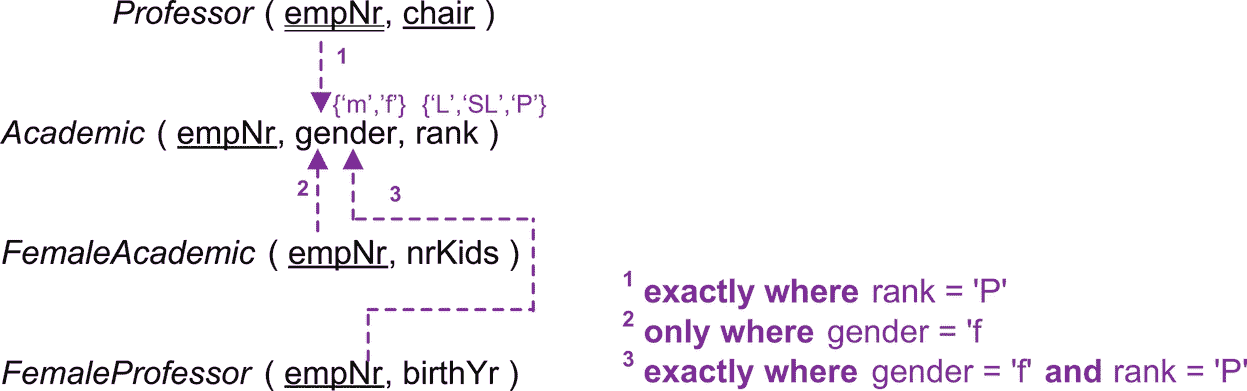 Professor ( empNr, chair )
1
{‘m’,’f’} {‘L’,‘SL’,‘P’}
Academic ( empNr, gender, rank )
2 3
FemaleAcademic ( empNr, nrKids )
1 exactly where rank = 'P'
2 only where gender = 'f
3 exactly where gender = 'f' and rank = 'P'
FemaleProfessor ( empNr, birthYr )